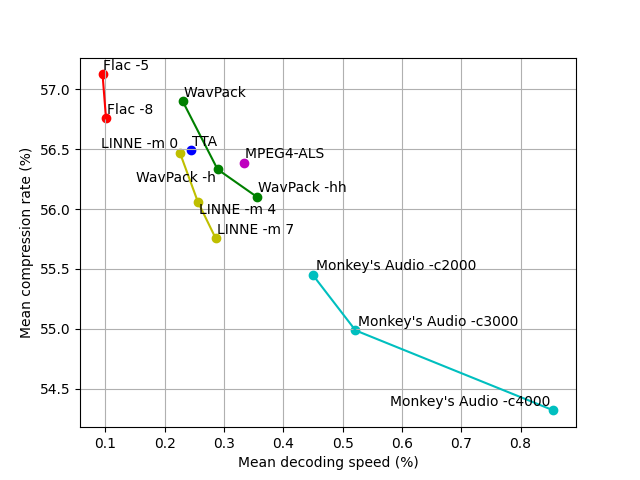 Flac -5
57.0
WavPack
Flac -8
56.5
LINNE -m 0
TTA
MPEG4-ALS
WavPack -h
WavPack -hh
56.0
LINNE -m 4
LINNE -m 7
55.5
Monkey's Audio -c2000
55.0
Monkey's Audio -c3000
54.5
Monkey's Audio -c4000
Mean compression rate (%)
0.1 0.2 0.3 0.4 0.5 0.6 0.7 0.8
Mean decoding speed (%)